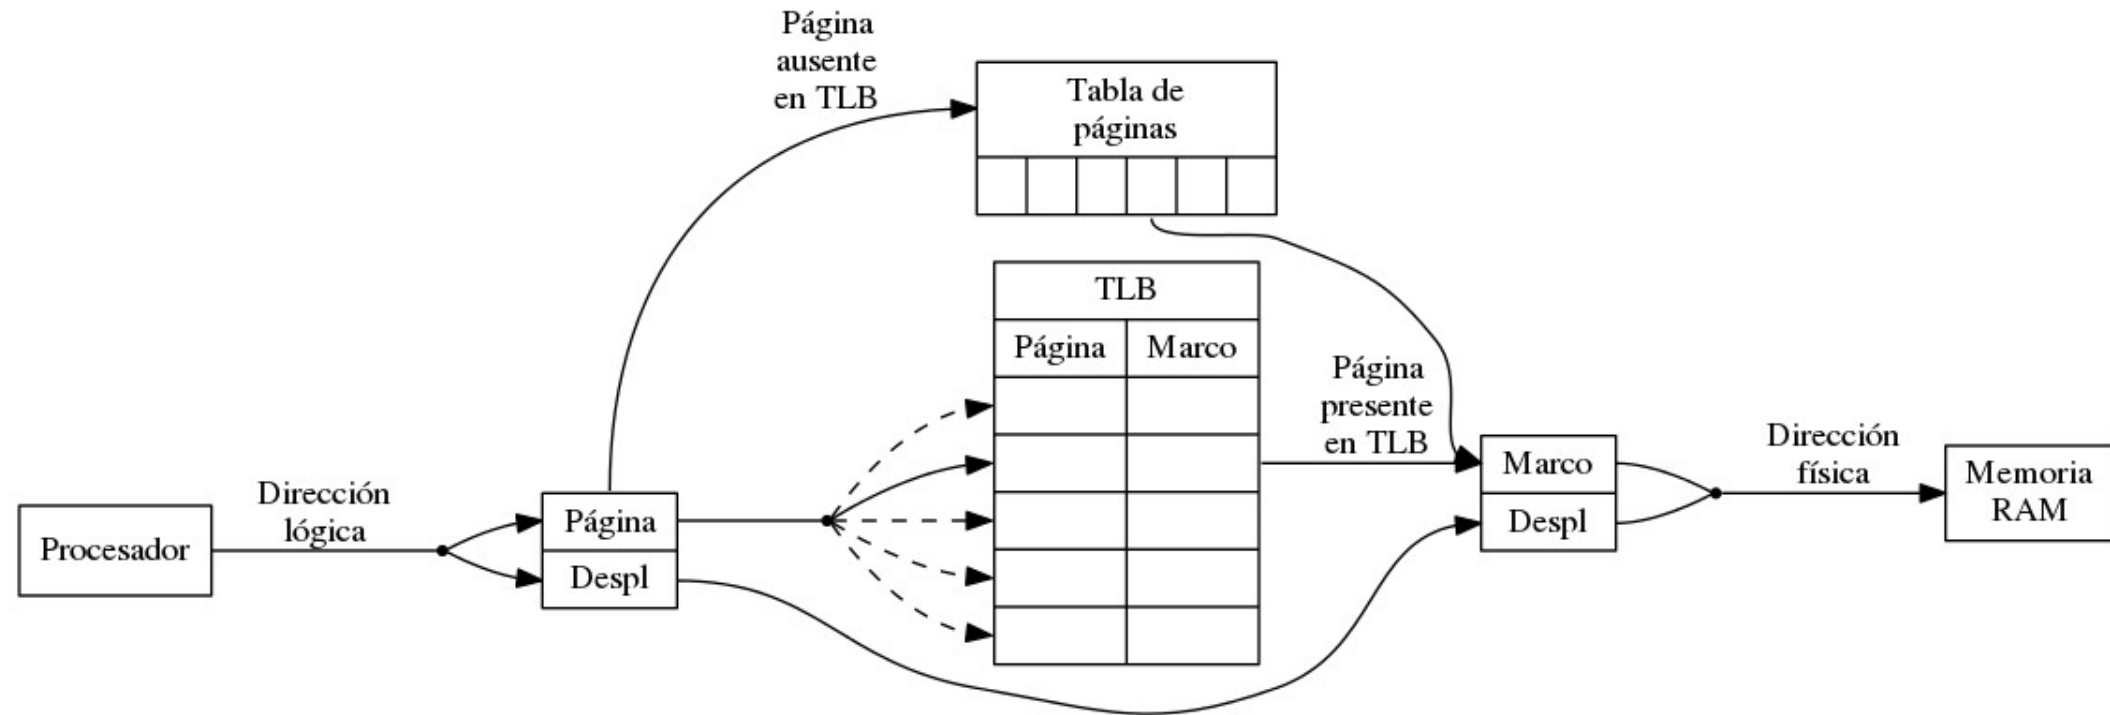 Procesador
Dirección
lógica
Página
Despl
Página
ausente
en TLB
Tabla de
páginas
TLB
Página Marco
Página
presente
en TLB
Marco
Despl
Dirección
física
Memoria
RAM